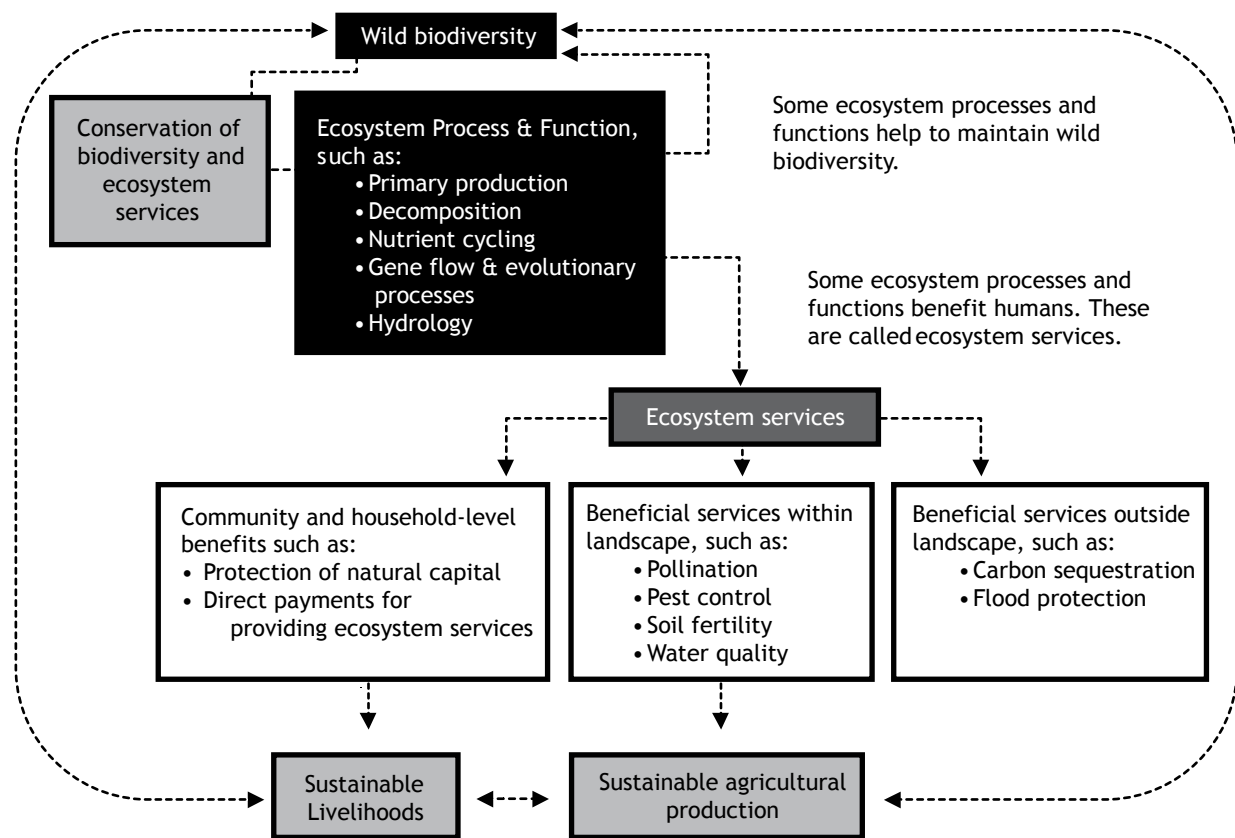 Wild biodiversity
Conservation of
biodiversity and
ecosystem
services
Ecosystem Process & Function,
such as:
• Primary production
• Decomposition
• Nutrient cycling
• Gene flow & evolutionary
processes
• Hydrology
Some ecosystem processes and
functions help to maintain wild
biodiversity.
Some ecosystem processes and
functions benefit humans. These
are called ecosystem services.
Ecosystem services
Community and household-level
benefits such as:
• Protection of natural capital
• Direct payments for
providing ecosystem services
Beneficial services within
landscape, such as:
• Pollination
• Pest control
• Soil fertility
• Water quality
Beneficial services outside
landscape, such as:
• Carbon sequestration
• Flood protection
Sustainable
Livelihoods
Sustainable agricultural
production